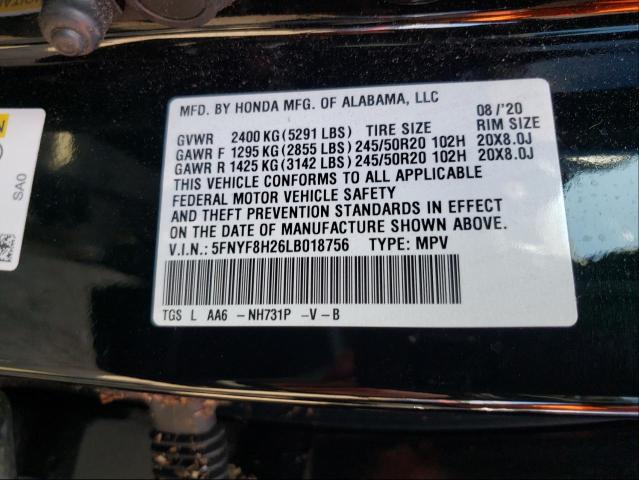 MFD. BY HONDA MFG. OF ALABAMA, LLC 08/'20
GVWR 2400 KG(5291 LBS) TIRE SIZE RIM SIZE
GAWR F 1295 KG(2855 LBS) 245/50R20 102H 20X8.0J
GAWR R 1425 KG(3142 LBS) 245/50R20 102H 20X8.0J
THIS VEHICLE CONFORMS TO ALL APPLICABLE
FEDERAL MOTOR VEHICLE SAFETY
AND THEFT PREVENTION STANDARDS IN EFFECT
ON THE DATE OF MANUFACTURE SHOWN ABOVE.
V.I.N.: 5FNYF8H26LB018756 TYPE: MPV
TGS L AA6 -NH731P -V-B
SA0